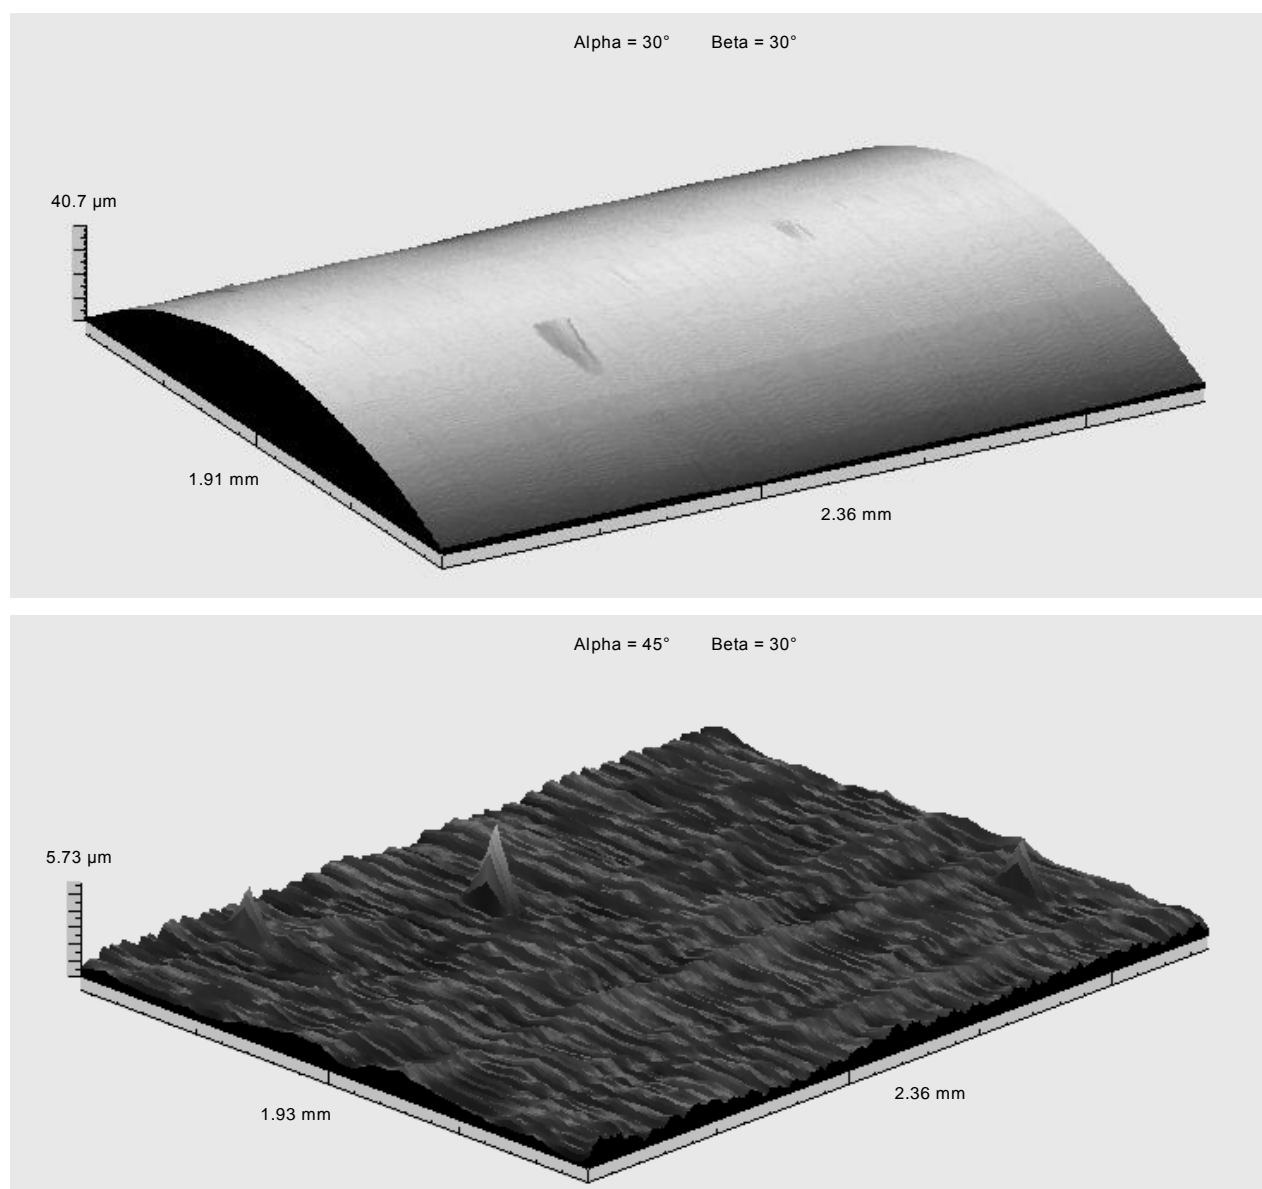 Alpha = 30° Beta = 30°
40.7 µm
1.91 mm
2.36 mm
Alpha = 45° Beta = 30°
5.73 µm
2.36 mm
1.93 mm